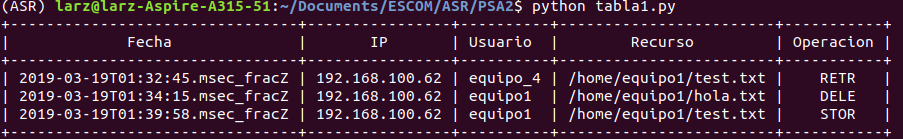 (ASR) larz@larz-Aspire-A315-51:~/Documents/ESCOM/ASR/PSA2$ python tabla1.py
+-----------------------------+----------------+----------+------------------------+-----------+
| Fecha | IP | Usuario | Recurso | Operacion |
+-----------------------------+----------------+----------+------------------------+-----------+
| 2019-03-19T01:32:45.msec_fracZ | 192.168.100.62 | equipo_4 | /home/equipo1/test.txt | RETR |
| 2019-03-19T01:34:15.msec_fracZ | 192.168.100.62 | equipo1 | /home/equipo1/hola.txt | DELE |
| 2019-03-19T01:39:58.msec_fracZ | 192.168.100.62 | equipo1 | /home/equipo1/test.txt | STOR |
+-----------------------------+----------------+----------+------------------------+-----------+